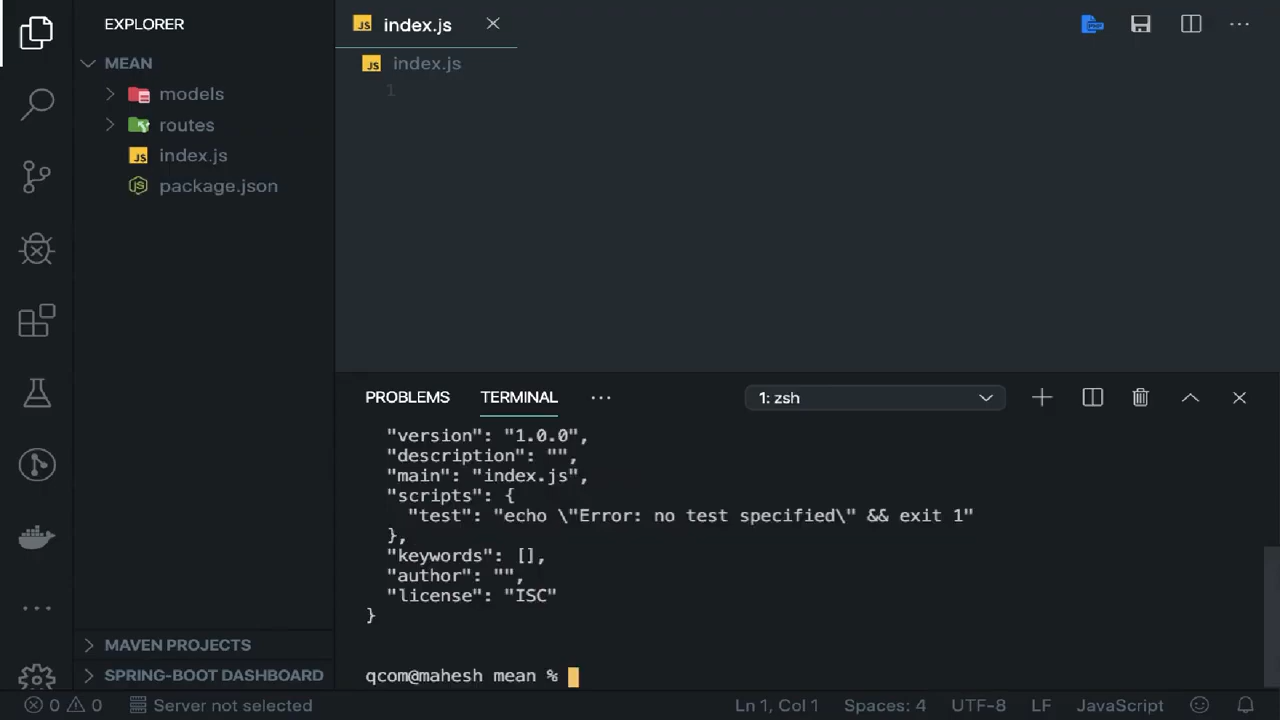 EXPLORER
MEAN
models
routes
JS index.js
package.json
MAVEN PROJECTS
SPRING-BOOT DASHBOARD
JS index.js
JS index.js
1
PROBLEMS TERMINAL ... 1: zsh
"version": "1.0.0",
"description": "",
"main": "index.js",
"scripts": {
"test": "echo \"Error: no test specified\" && exit 1"
},
"keywords": [],
"author": "",
"license": "ISC"
}
qcom@mahesh mean %
0 0 Server not selected Ln 1, Col 1 Spaces: 4 UTF-8 LF JavaScript